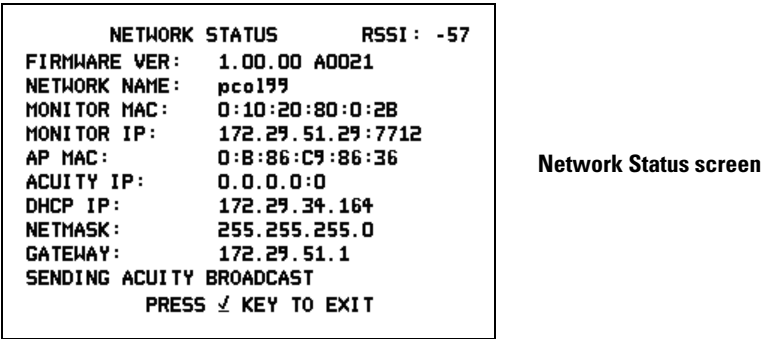 NETWORK STATUS RSSI: -57
FIRMWARE VER: 1.00.00 A0021
NETWORK NAME: pcol99
MONITOR MAC: 0:10:20:80:0:2B
MONITOR IP: 172.29.51.29:7712
AP MAC: 0:B:86:C9:86:36
ACUITY IP: 0.0.0.0:0
DHCP IP: 172.29.34.164
NETMASK: 255.255.255.0
GATEWAY: 172.29.51.1
SENDING ACUITY BROADCAST
PRESS √ KEY TO EXIT
Network Status screen